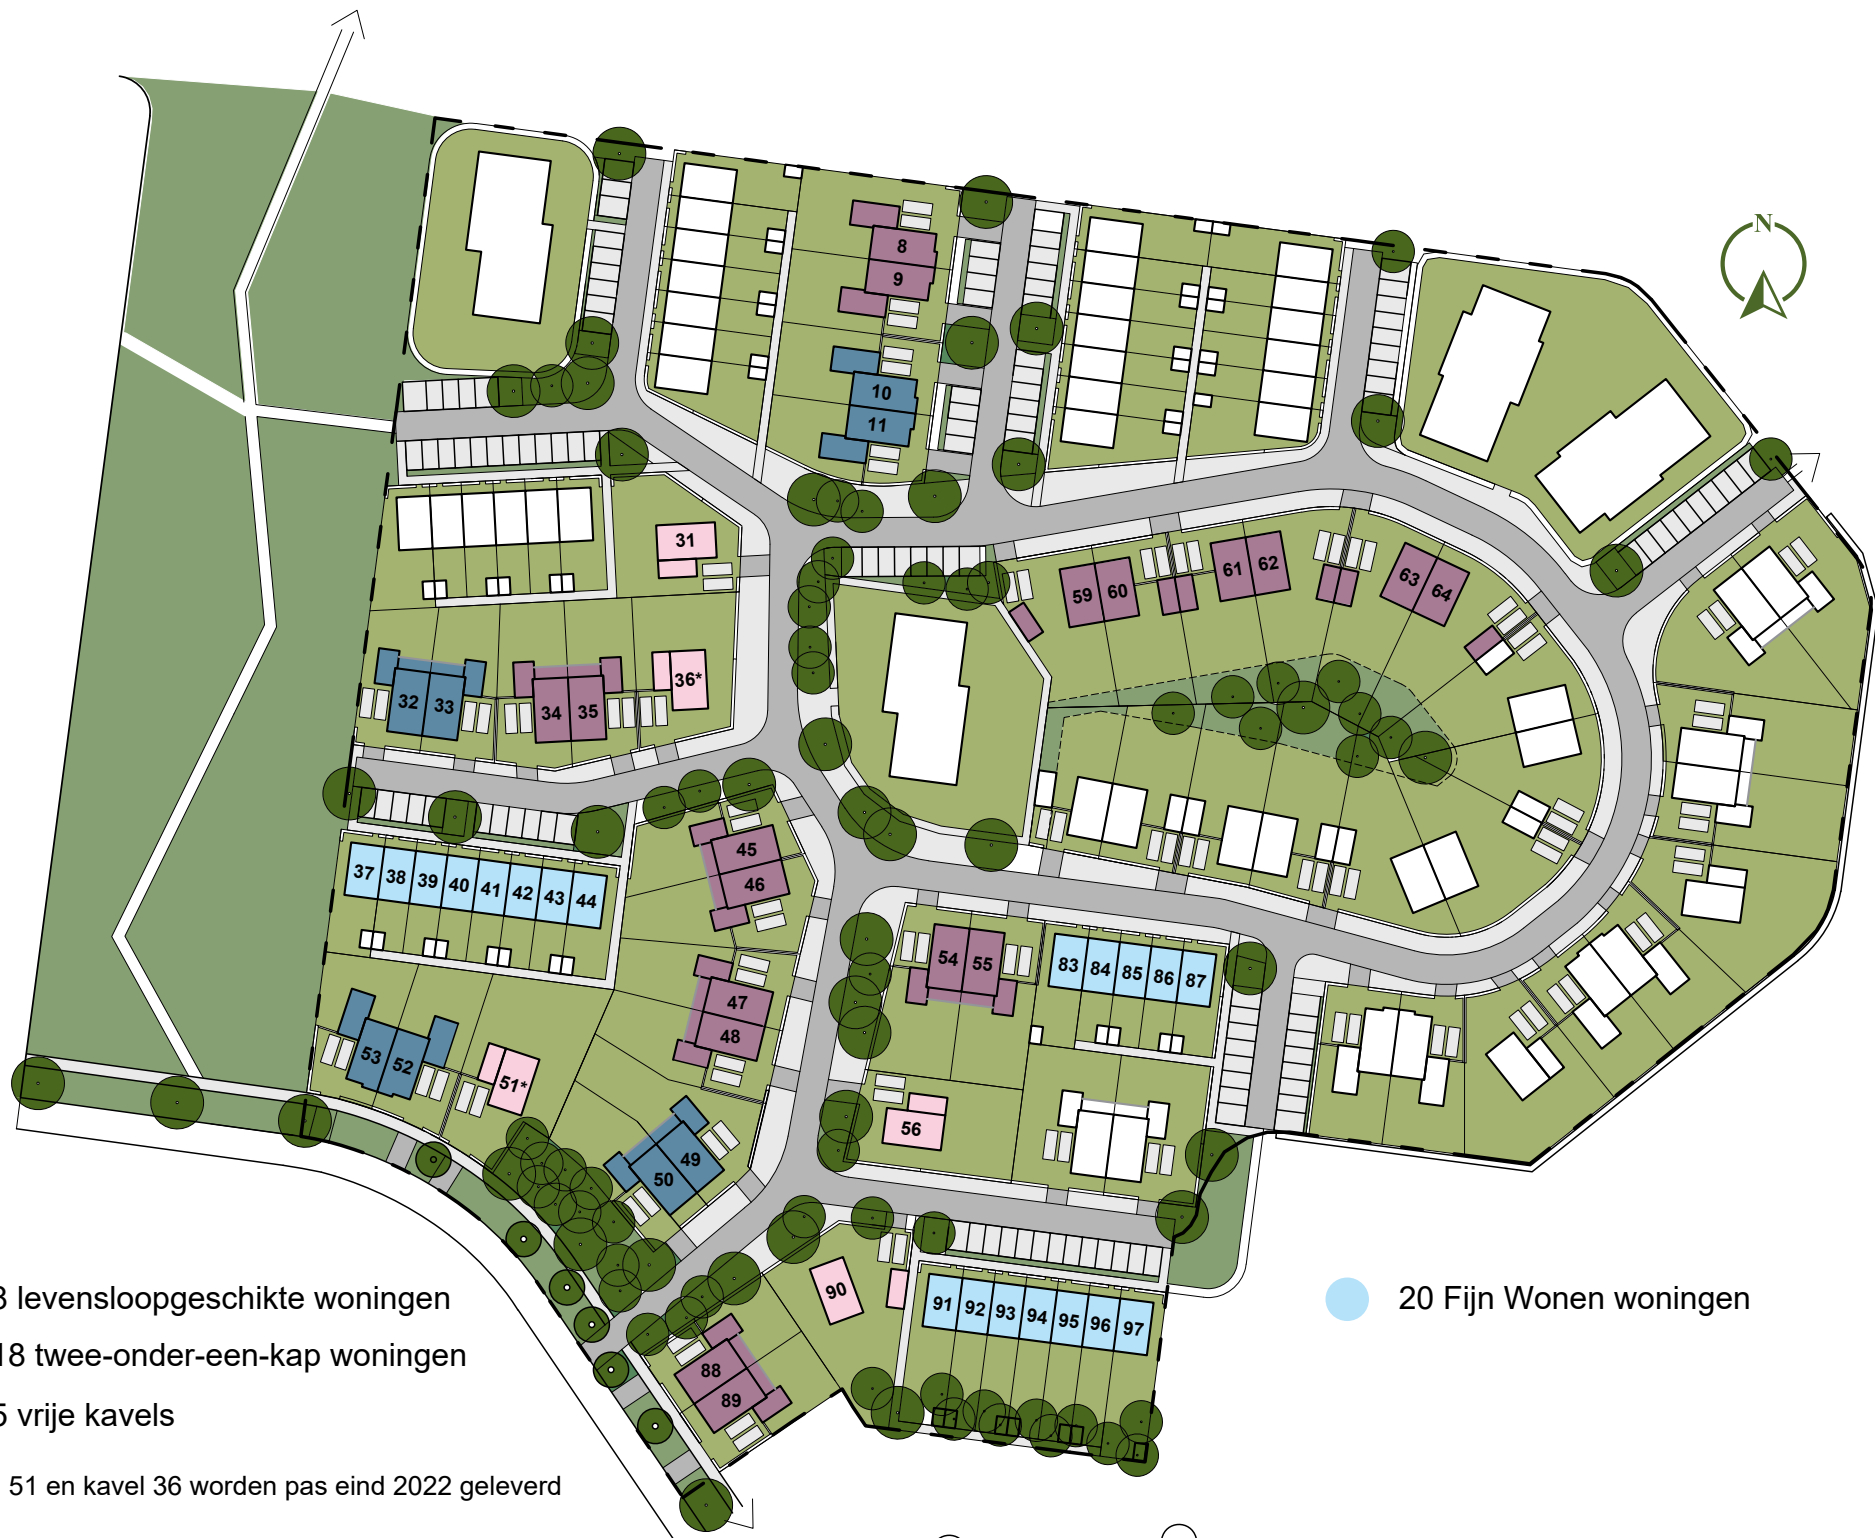 N
8
9
10
11
31
59 60
61 62
63 64
32 33
34 35
36*
37 38 39 40 41 42 43 44
45
46
47
48
54 55
83 84 85 86 87
53 52
51*
49
50
56
90
91 92 93 94 95 96 97
88
89
levensloopgeschikte woningen
18 twee-onder-een-kap woningen
5 vrije kavels
51 en kavel 36 worden pas eind 2022 geleverd
20 Fijn Wonen woningen